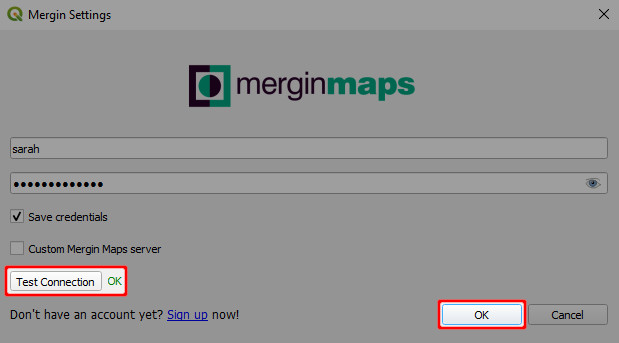 Mergin Settings
merginmaps
sarah
•••••••••••••
Save credentials
Custom Mergin Maps server
Test Connection OK
Don't have an account yet? Sign up now!
OK
Cancel